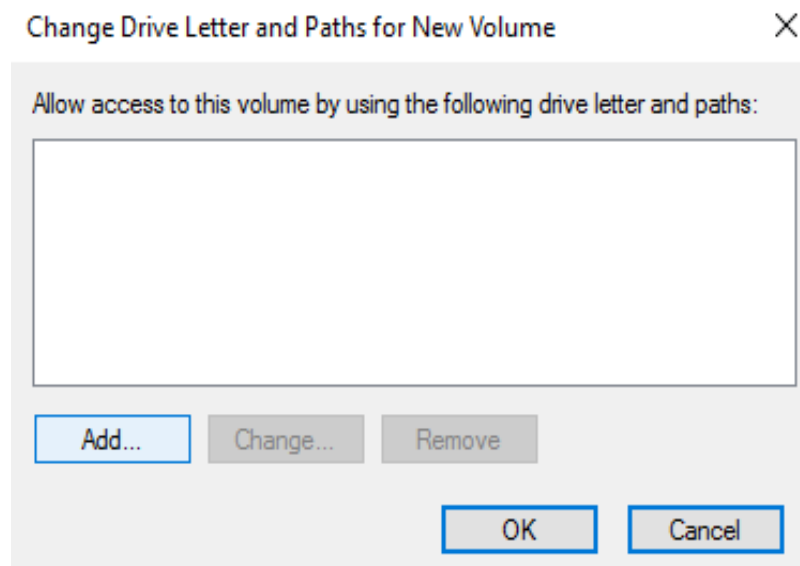 Change Drive Letter and Paths for New Volume
Allow access to this volume by using the following drive letter and paths:
Add... Change... Remove
OK Cancel